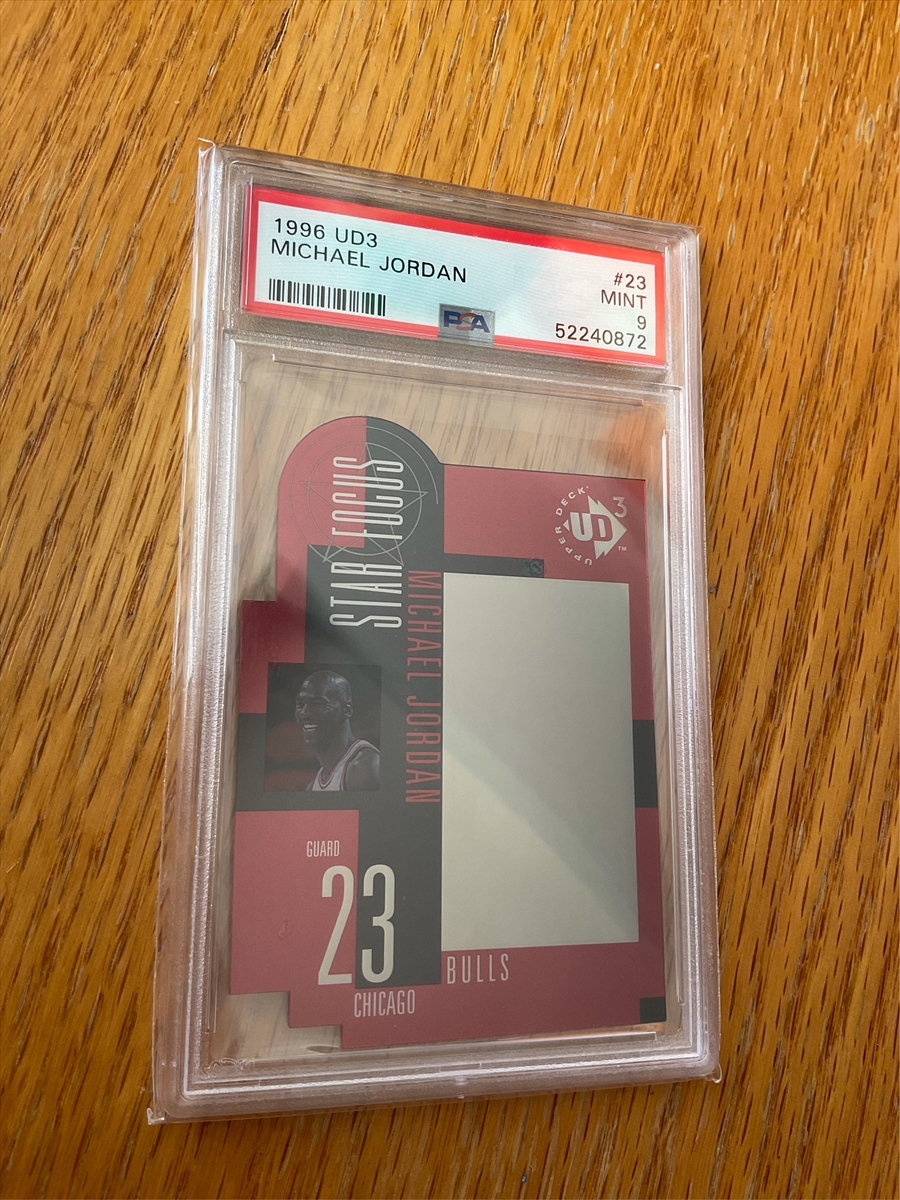 1996 UD3
MICHAEL JORDAN
#23
MINT
9
52240872
PSA
STAR FOCUS
UPPER DECK
UD3™
MICHAEL JORDAN
GUARD
23
CHICAGO
BULLS